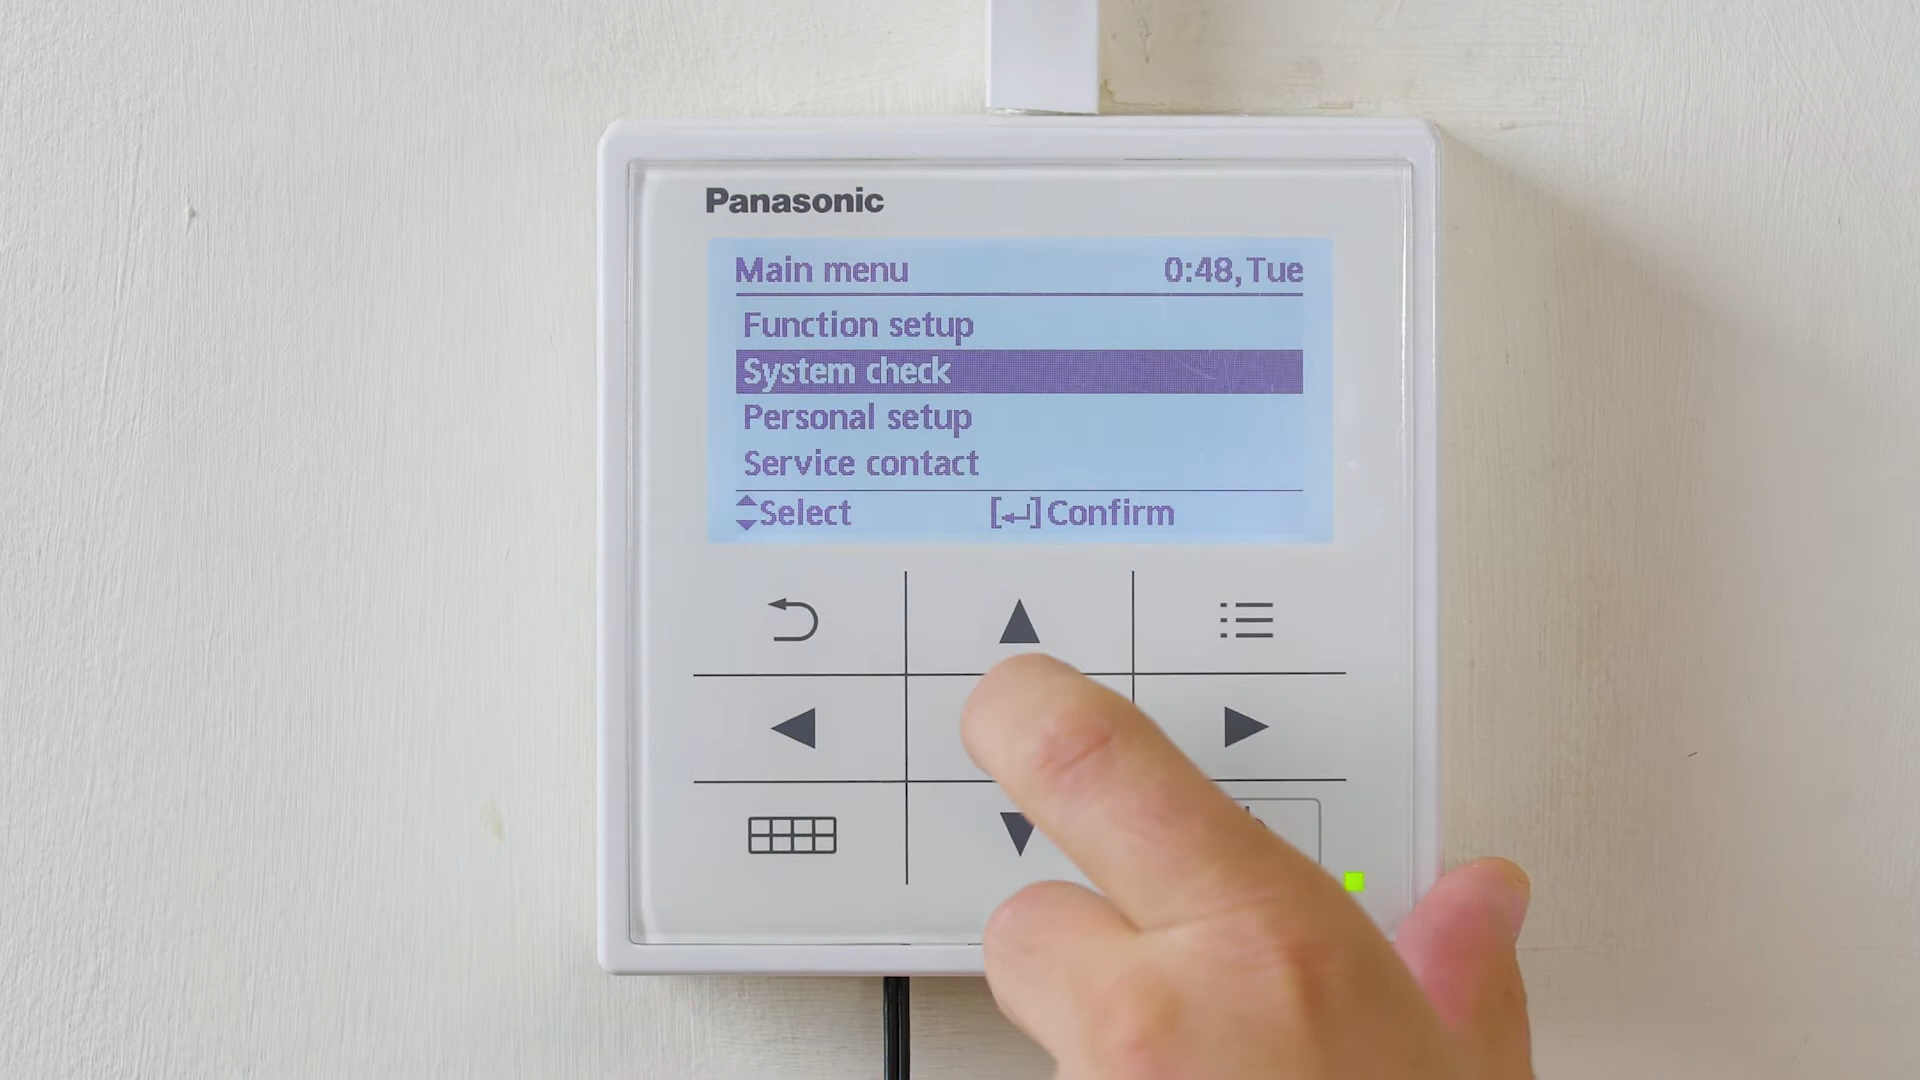 Panasonic
Main menu 0:48,Tue
Function setup
System check
Personal setup
Service contact
Select [↵]Confirm